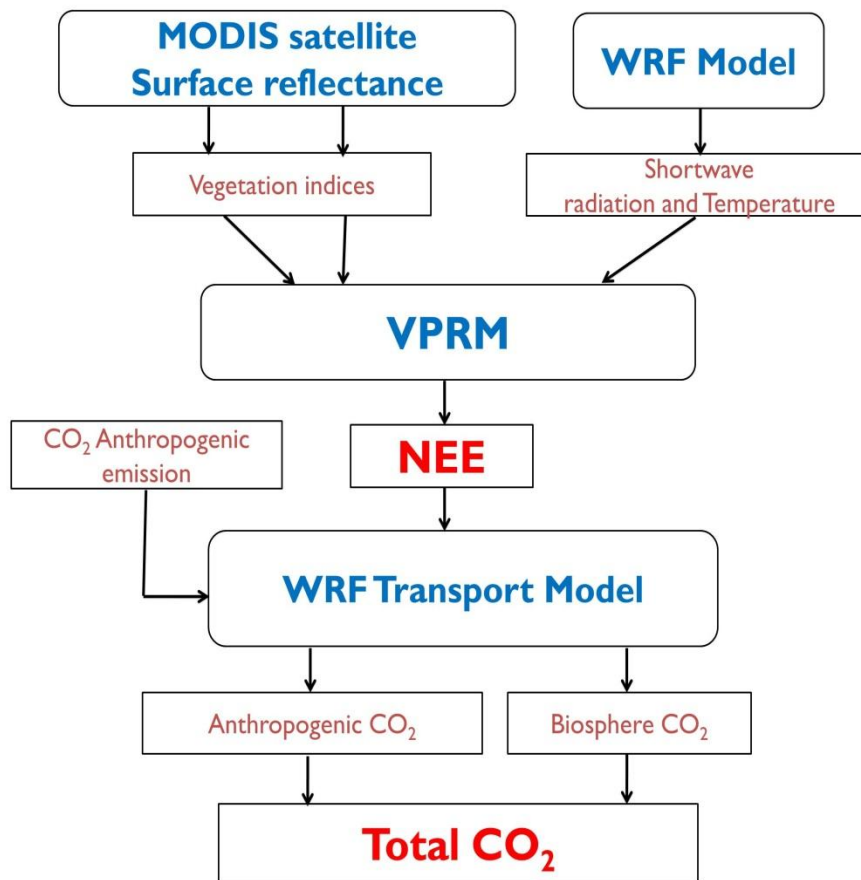 MODIS satellite
Surface reflectance
WRF Model
Vegetation indices
Shortwave
radiation and Temperature
VPRM
CO₂ Anthropogenic
emission
NEE
WRF Transport Model
Anthropogenic CO₂
Biosphere CO₂
Total CO₂